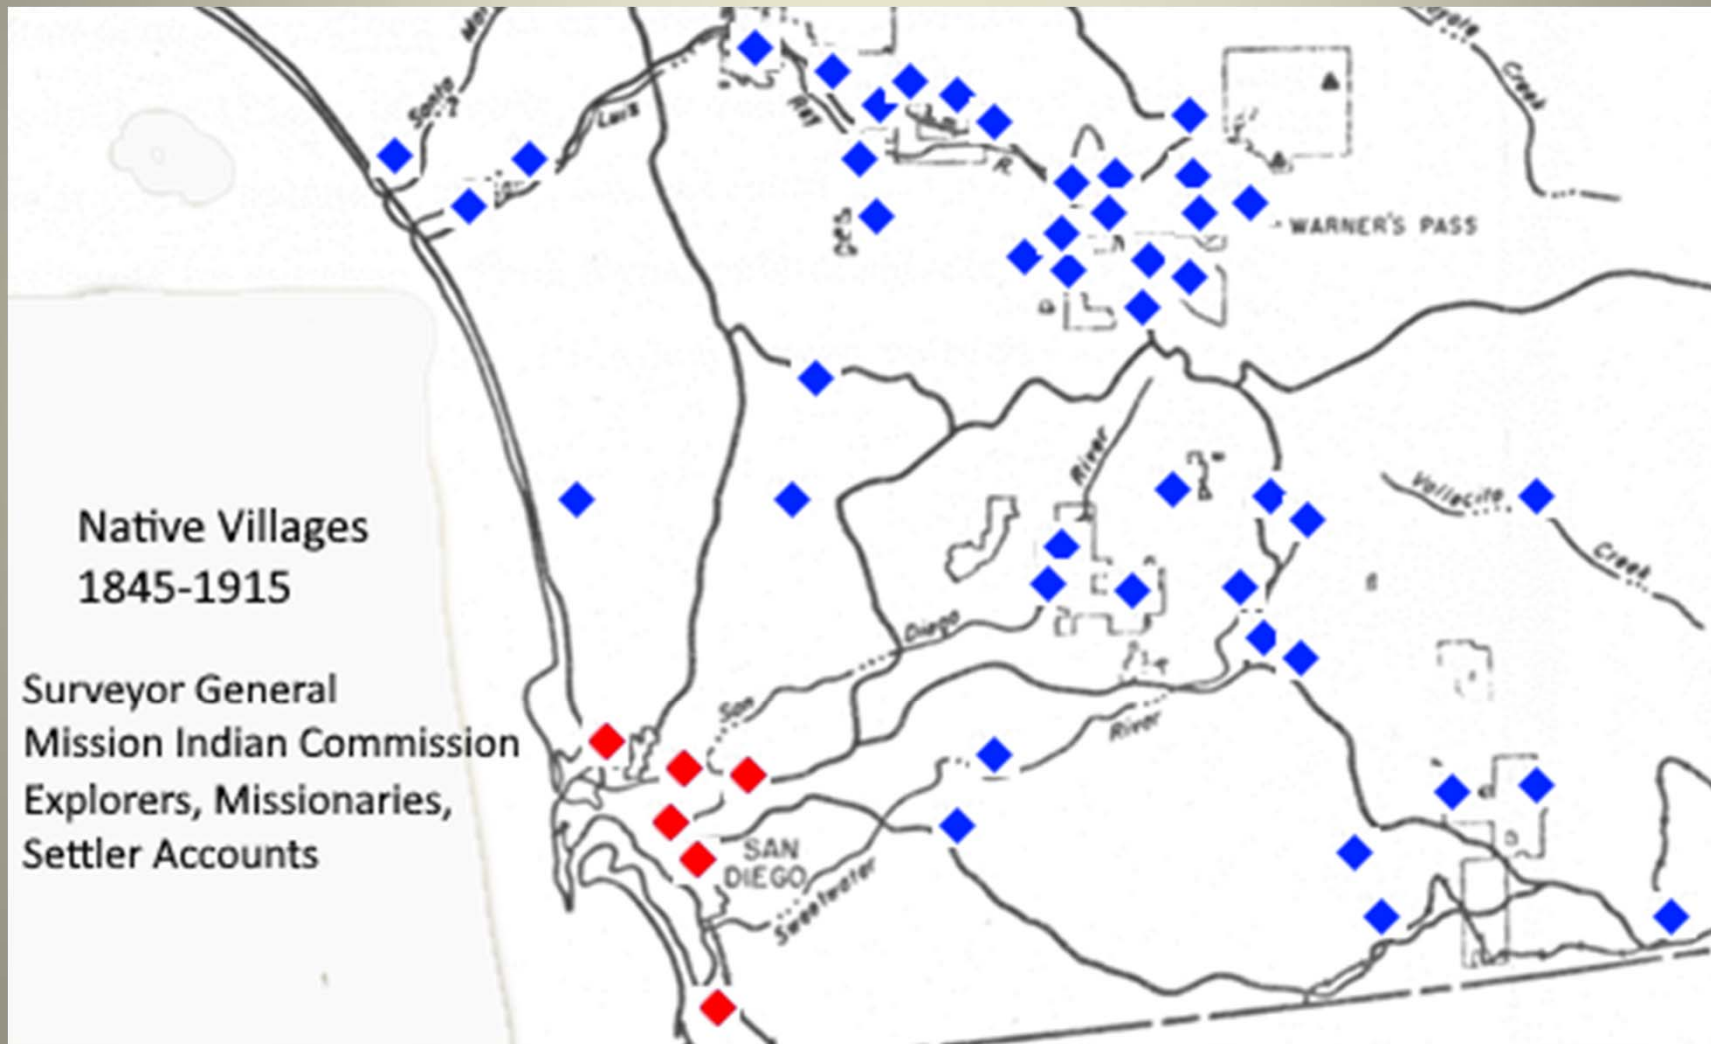 Native Villages
1845-1915
Surveyor General
Mission Indian Commission
Explorers, Missionaries,
Settler Accounts
Luis
Creek
WARNER'S PASS
River
Vallecito
Creek
Diego
San
River
SAN
DIEGO
Sweetwater